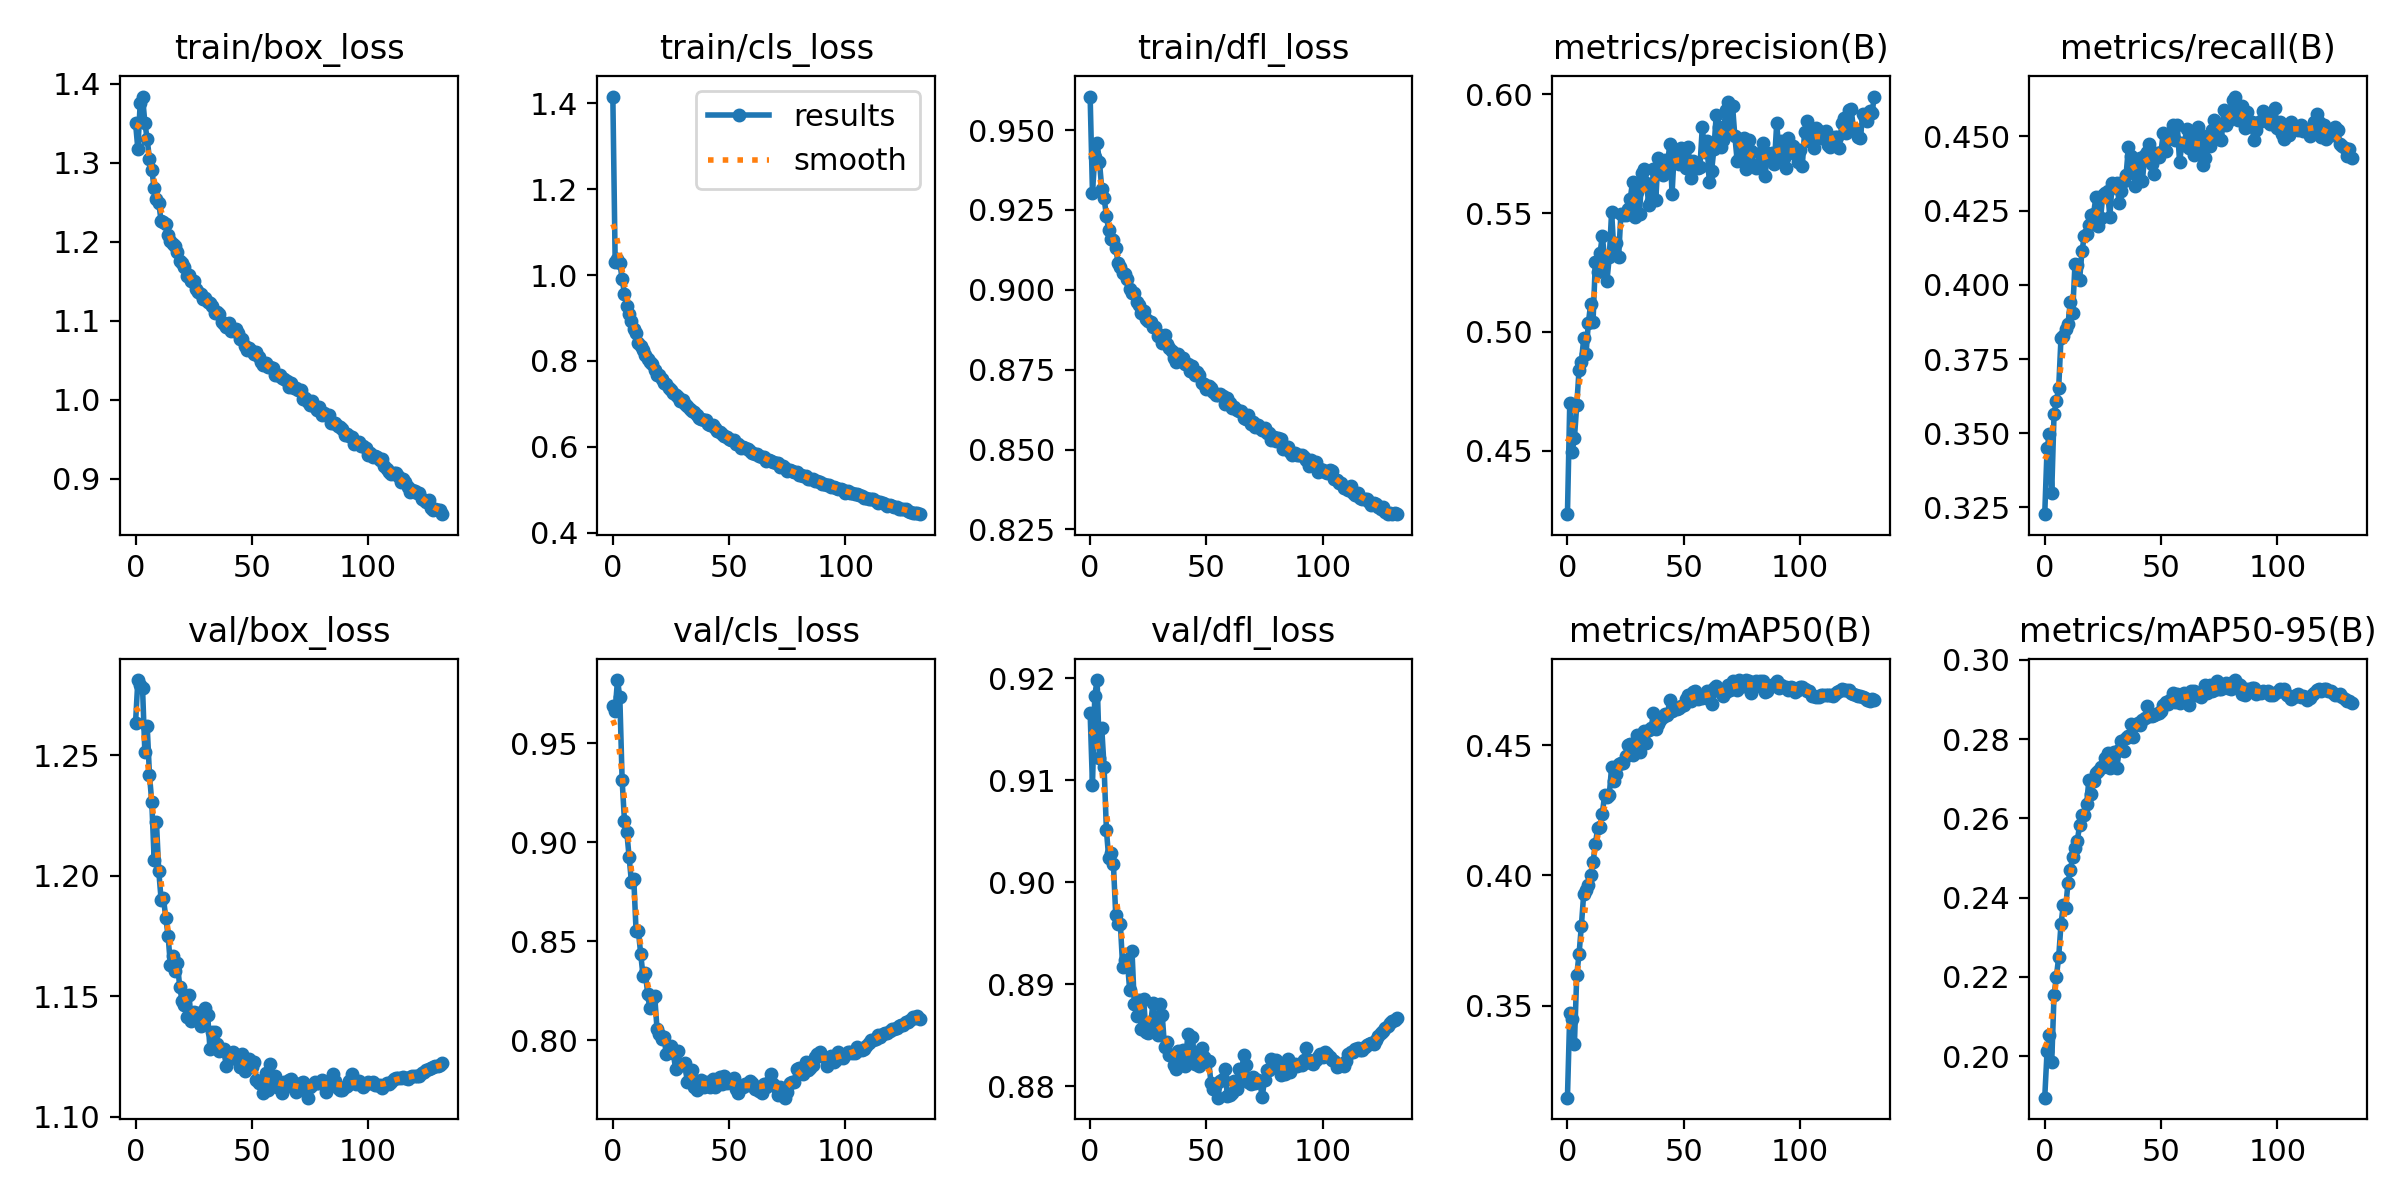 train/box_loss
1.4
1.3
1.2
1.1
1.0
0.9
0 50 100
train/cls_loss
results
smooth
1.4
1.2
1.0
0.8
0.6
0.4
0 50 100
train/dfl_loss
0.950
0.925
0.900
0.875
0.850
0.825
0 50 100
metrics/precision(B)
0.60
0.55
0.50
0.45
0 50 100
metrics/recall(B)
0.450
0.425
0.400
0.375
0.350
0.325
0 50 100
val/box_loss
1.25
1.20
1.15
1.10
0 50 100
val/cls_loss
0.95
0.90
0.85
0.80
0 50 100
val/dfl_loss
0.92
0.91
0.90
0.89
0.88
0 50 100
metrics/mAP50(B)
0.45
0.40
0.35
0 50 100
metrics/mAP50-95(B)
0.30
0.28
0.26
0.24
0.22
0.20
0 50 100